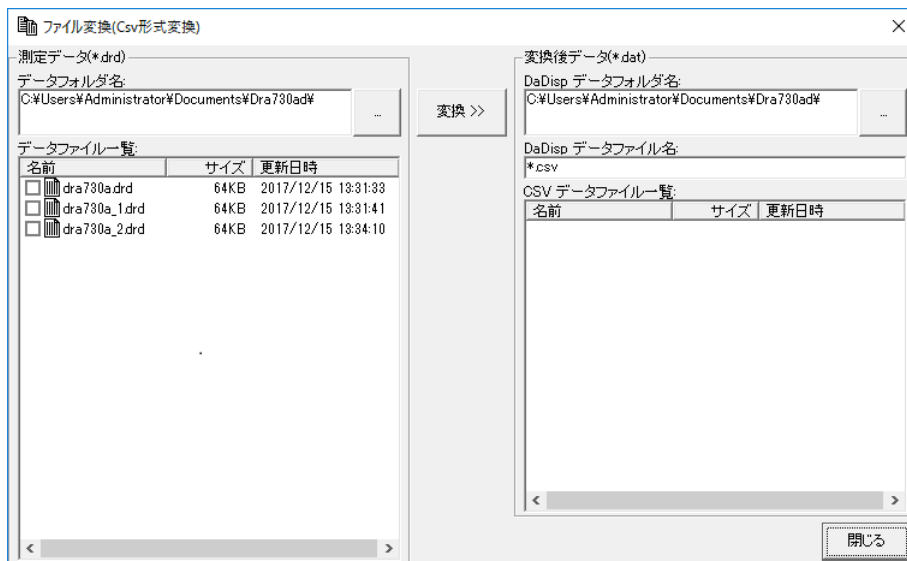 ファイル変換(Csv形式変換)
測定データ(*.drd)
データフォルダ名:
C:¥Users¥Administrator¥Documents¥Dra730ad¥
...
データファイル一覧:
名前 サイズ 更新日時
dra730a.drd 64KB 2017/12/15 13:31:33
dra730a_1.drd 64KB 2017/12/15 13:31:41
dra730a_2.drd 64KB 2017/12/15 13:34:10
変換 >>
変換後データ(*.dat)
DaDisp データフォルダ名:
C:¥Users¥Administrator¥Documents¥Dra730ad¥
...
DaDisp データファイル名:
*.csv
CSV データファイル一覧:
名前 サイズ 更新日時
閉じる